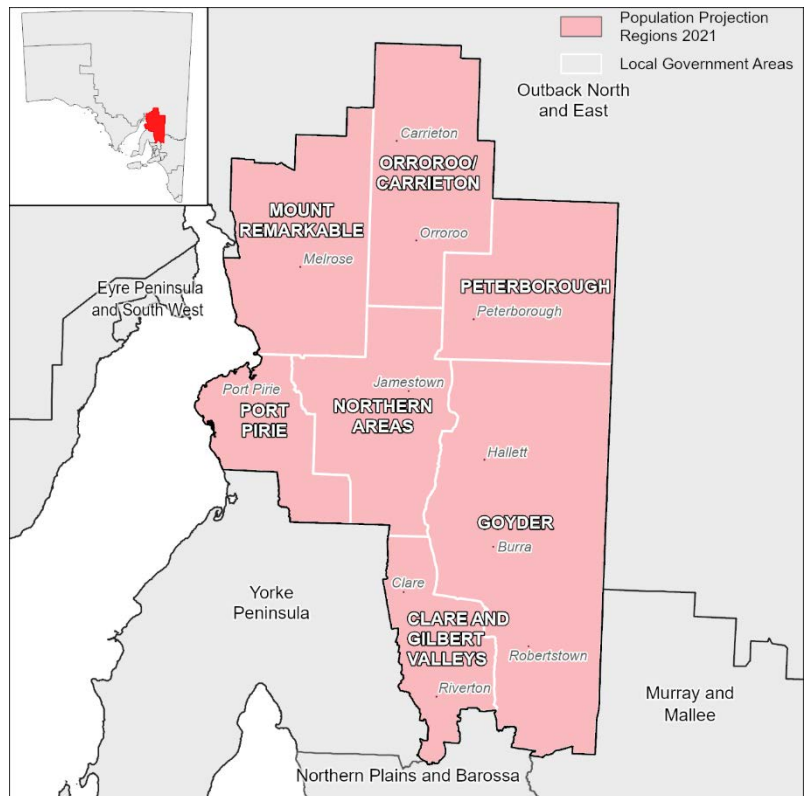 Population Projection
Regions 2021
Local Government Areas
Outback North
and East
Carrieton
ORROROO/
CARRIETON
MOUNT
REMARKABLE
Orroroo
Melrose
Eyre Peninsula
and South West
PETERBOROUGH
Peterborough
Port Pirie
PORT
PIRIE
Jamestown
NORTHERN
AREAS
Hallett
GOYDER
Burra
Yorke
Peninsula
Clare
CLARE AND
GILBERT
VALLEYS
Robertstown
Riverton
Murray and
Mallee
Northern Plains and Barossa